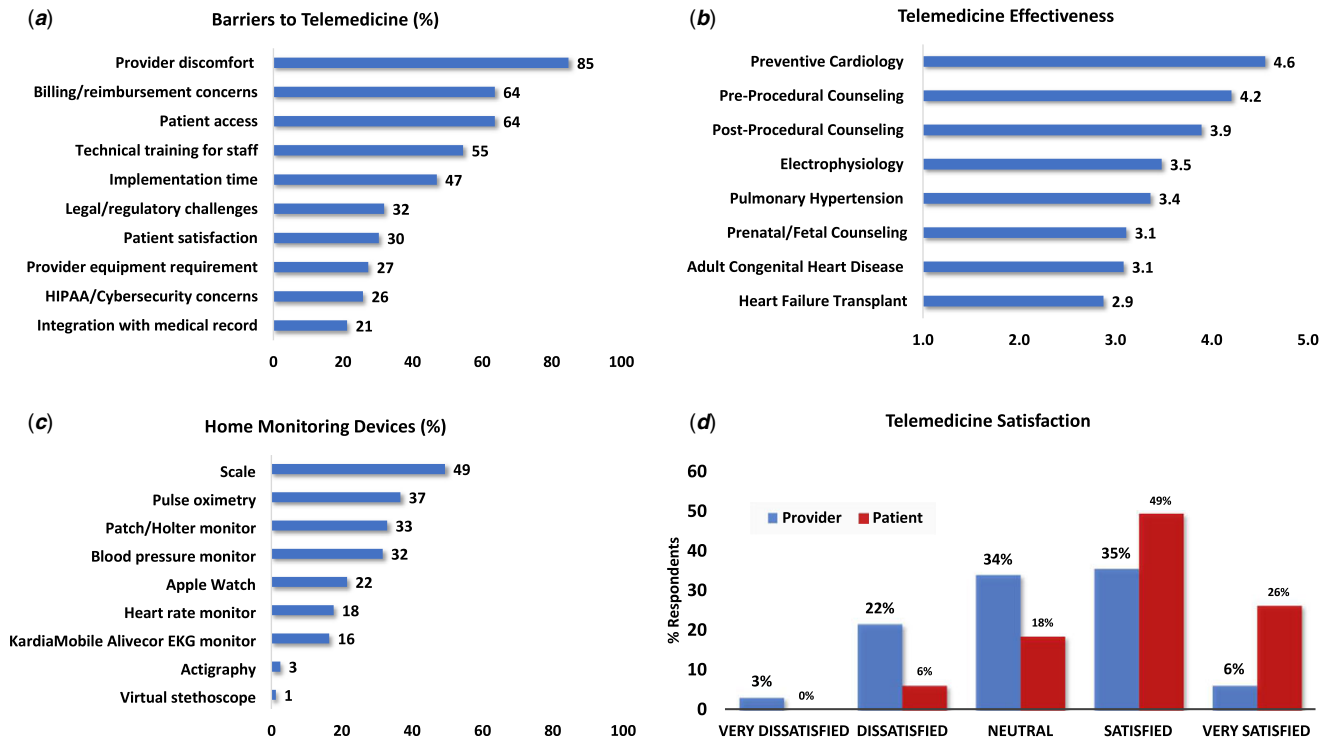 (a)
Barriers to Telemedicine (%)
Provider discomfort 85
Billing/reimbursement concerns 64
Patient access 64
Technical training for staff 55
Implementation time 47
Legal/regulatory challenges 32
Patient satisfaction 30
Provider equipment requirement 27
HIPAA/Cybersecurity concerns 26
Integration with medical record 21
0 20 40 60 80 100
(b)
Telemedicine Effectiveness
Preventive Cardiology 4.6
Pre-Procedural Counseling 4.2
Post-Procedural Counseling 3.9
Electrophysiology 3.5
Pulmonary Hypertension 3.4
Prenatal/Fetal Counseling 3.1
Adult Congenital Heart Disease 3.1
Heart Failure Transplant 2.9
1.0 2.0 3.0 4.0 5.0
(c)
Home Monitoring Devices (%)
Scale 49
Pulse oximetry 37
Patch/Holter monitor 33
Blood pressure monitor 32
Apple Watch 22
Heart rate monitor 18
KardiaMobile Alivecor EKG monitor 16
Actigraphy 3
Virtual stethoscope 1
0 20 40 60 80 100
(d)
Telemedicine Satisfaction
% Respondents
60
50
40
30
20
10
0
Provider Patient
3% 0%
22% 6%
34% 18%
35% 49%
6% 26%
VERY DISSATISFIED DISSATISFIED NEUTRAL SATISFIED VERY SATISFIED